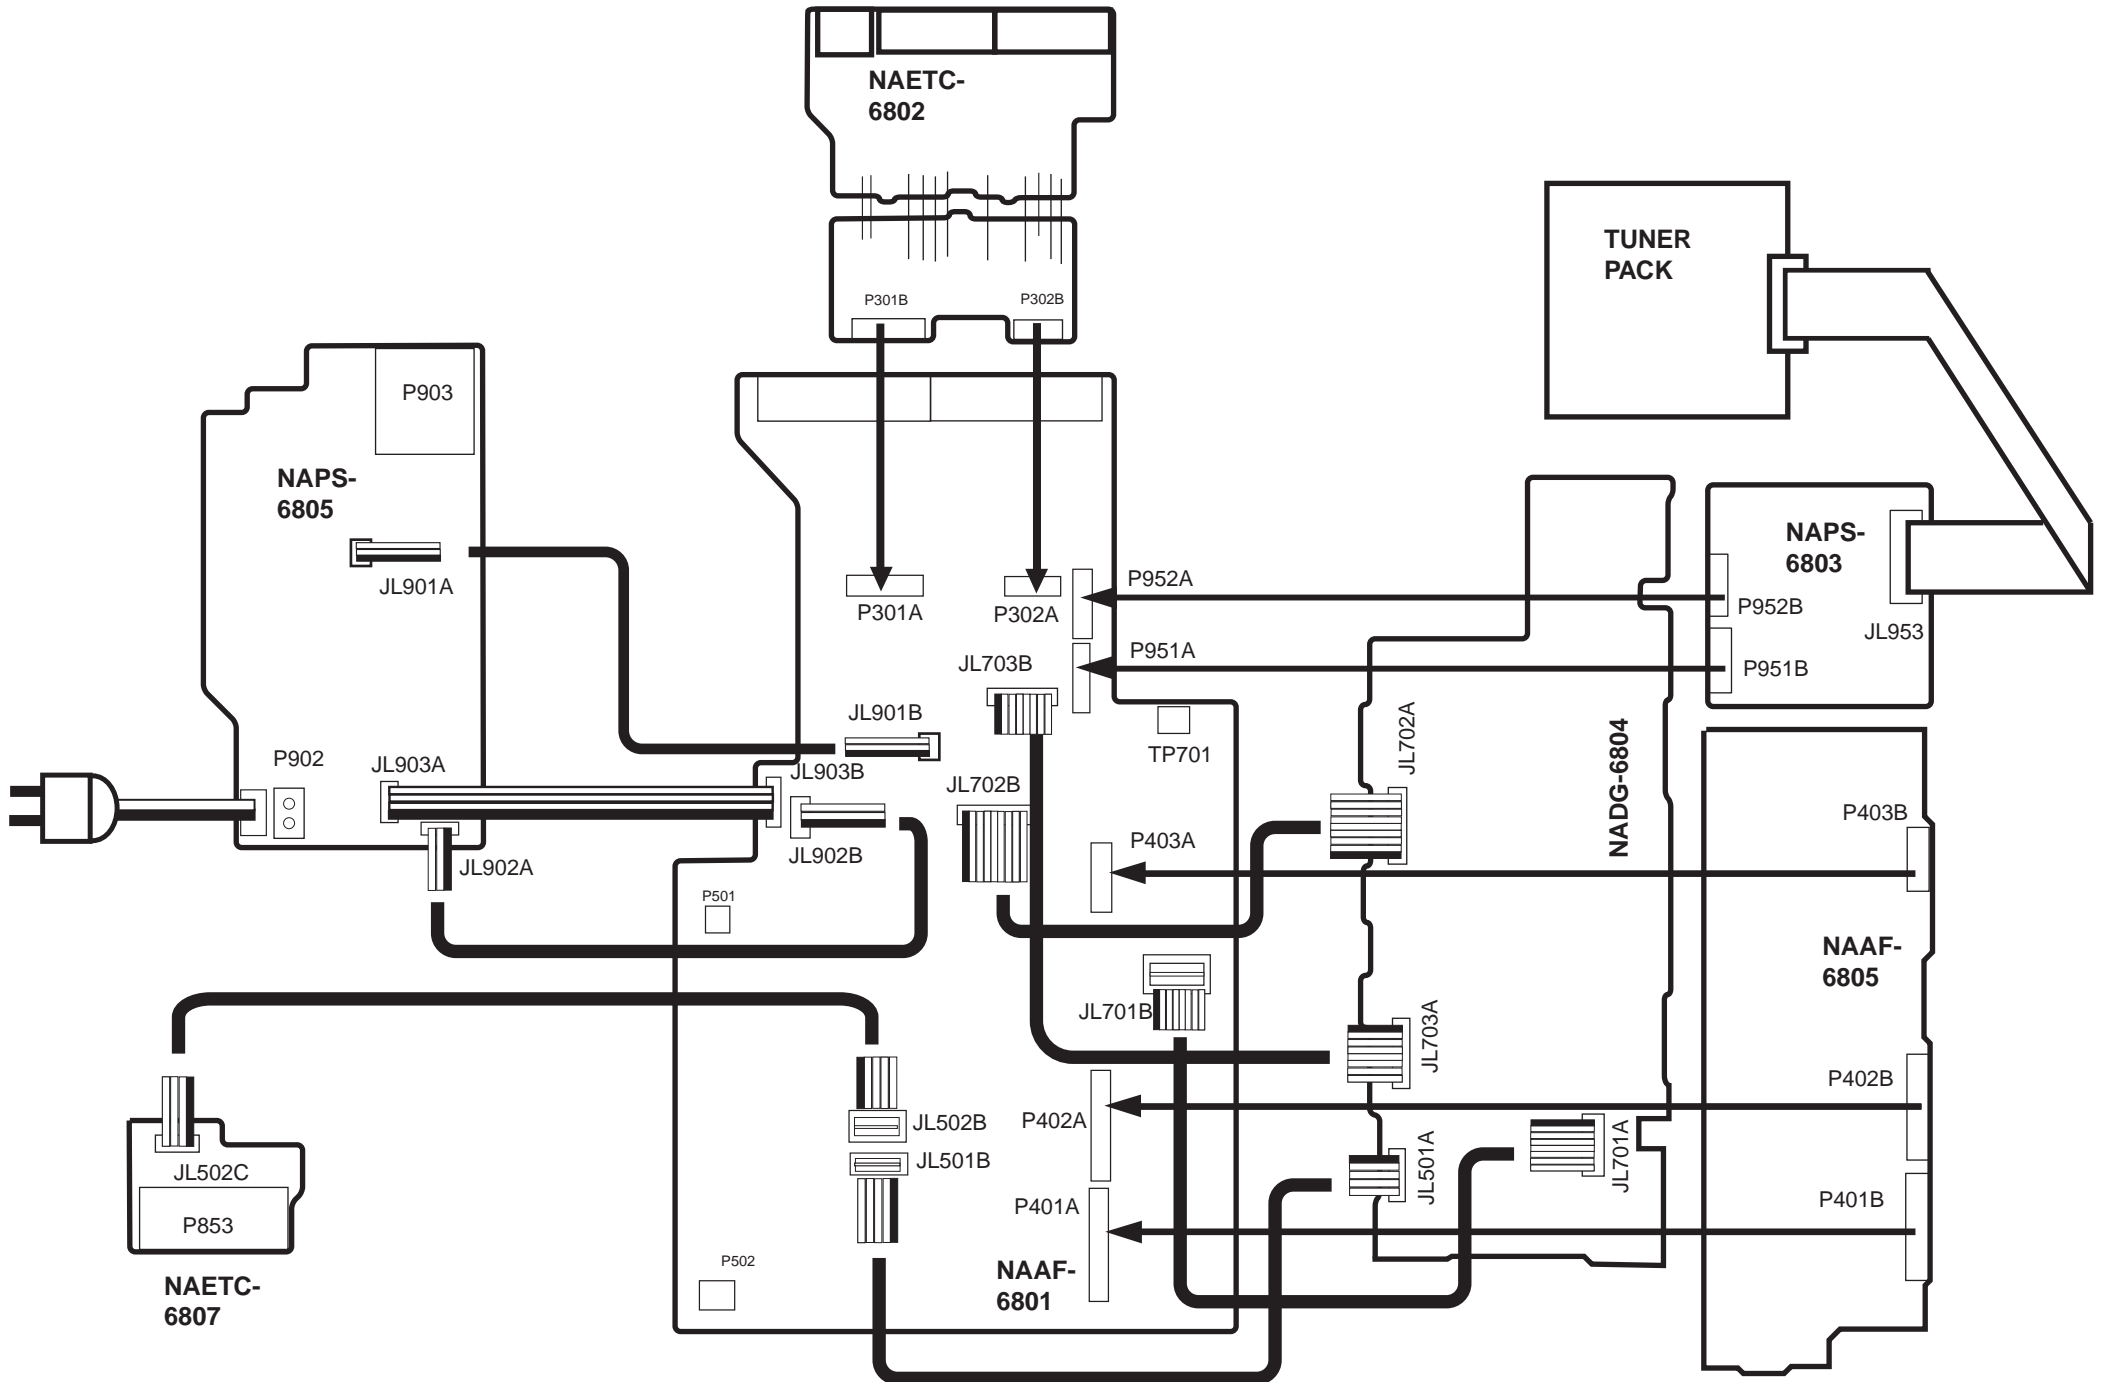 NAETC-
6802
P301B
P302B
TUNER
PACK
P903
NAPS-
6805
JL901A
P301A
P302A
P952A
P951A
JL703B
NAPS-
6803
P952B
JL953
P951B
JL901B
TP701
JL702A
NADG-6804
P902
JL903A
JL903B
JL702B
JL902A
JL902B
P403A
P403B
P501
NAAF-
6805
JL701B
JL703A
JL502B
JL501B
P402A
P402B
JL501A
JL701A
JL502C
P853
P401A
P401B
NAETC-
6807
P502
NAAF-
6801